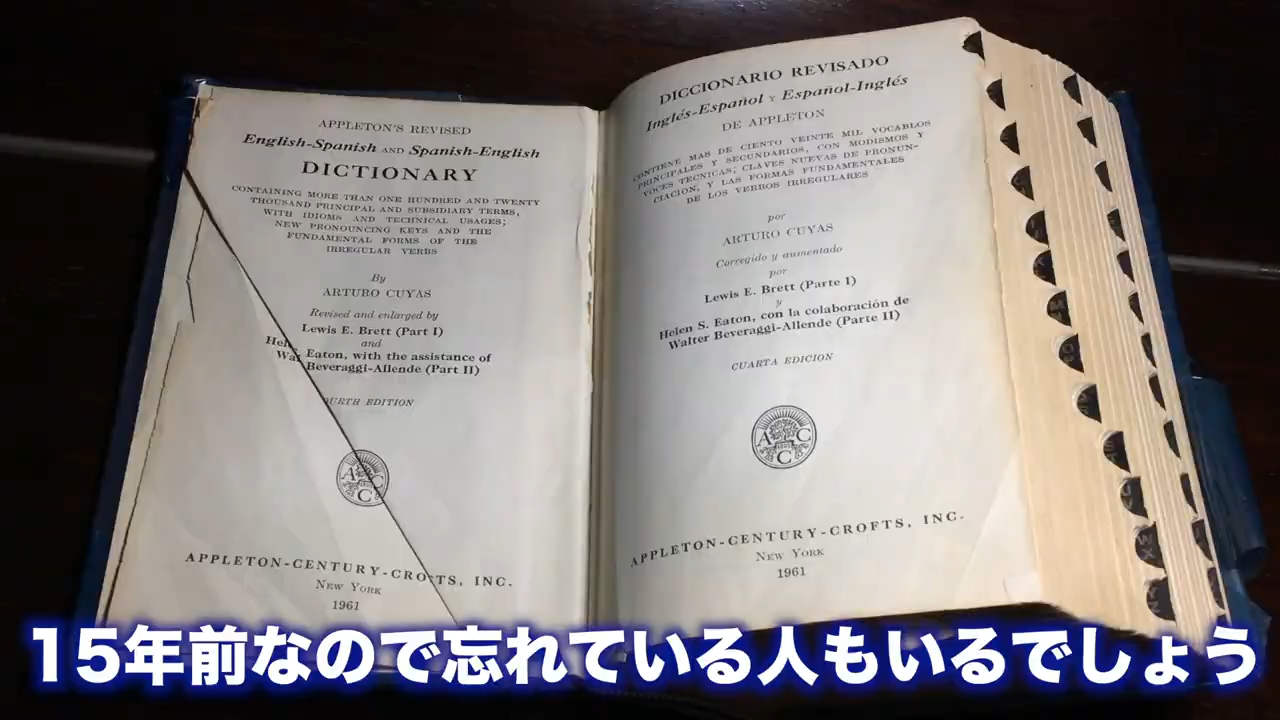 APPLETON'S REVISED
English-Spanish AND Spanish-English
DICTIONARY
CONTAINING MORE THAN ONE HUNDRED AND TWENTY
THOUSAND PRINCIPAL AND SUBSIDIARY TERMS,
WITH IDIOMS AND TECHNICAL USAGES;
NEW PRONOUNCING KEYS AND THE
FUNDAMENTAL FORMS OF THE
IRREGULAR VERBS
By
ARTURO CUYAS
Revised and enlarged by
Lewis E. Brett (Part I)
and
Eaton, with the assistance of
Beveraggi-Allende (Part II)
EDITION
A C C
APPLETON-CENTURY-CROFTS, INC.
NEW YORK
1961
DICCIONARIO REVISADO
Inglés-Español Y Español-Inglés
DE APPLETON
CONTIENE MAS DE CIENTO VEINTE MIL VOCABLOS
PRINCIPALES Y SECUNDARIOS, CON MODISMOS Y
VOCES TECNICAS; CLAVES NUEVAS DE PRONUN-
CIACION, Y LAS FORMAS FUNDAMENTALES
DE LOS VERBOS IRREGULARES
por
ARTURO CUYAS
Corregido y aumentado
por
Lewis E. Brett (Parte I)
y
Helen S. Eaton, con la colaboración de
Walter Beveraggi-Allende (Parte II)
CUARTA EDICION
A C C
APPLETON-CENTURY-CROFTS, INC.
NEW YORK
1961
15年前なので忘れている人もいるでしょう